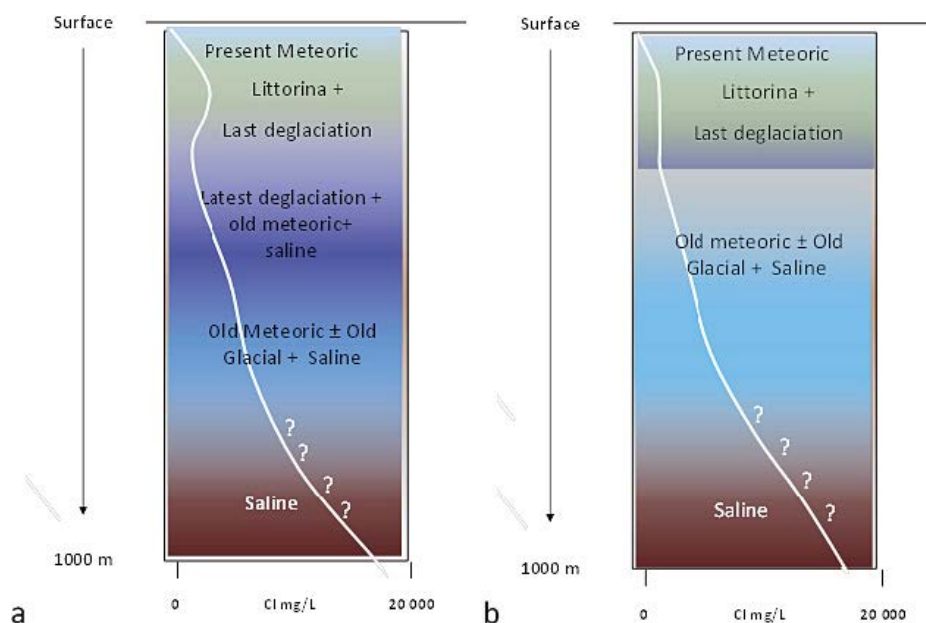 Surface
Present Meteoric
Littorina +
Last deglaciation
Latest deglaciation +
old meteoric+
saline
Old Meteoric ± Old
Glacial + Saline
?
?
?
?
Saline
1000 m
0 Cl mg/L 20 000
a
Surface
Present Meteoric
Littorina +
Last deglaciation
Old meteoric ± Old
Glacial + Saline
?
?
?
?
Saline
1000 m
0 Cl mg/L 20 000
b